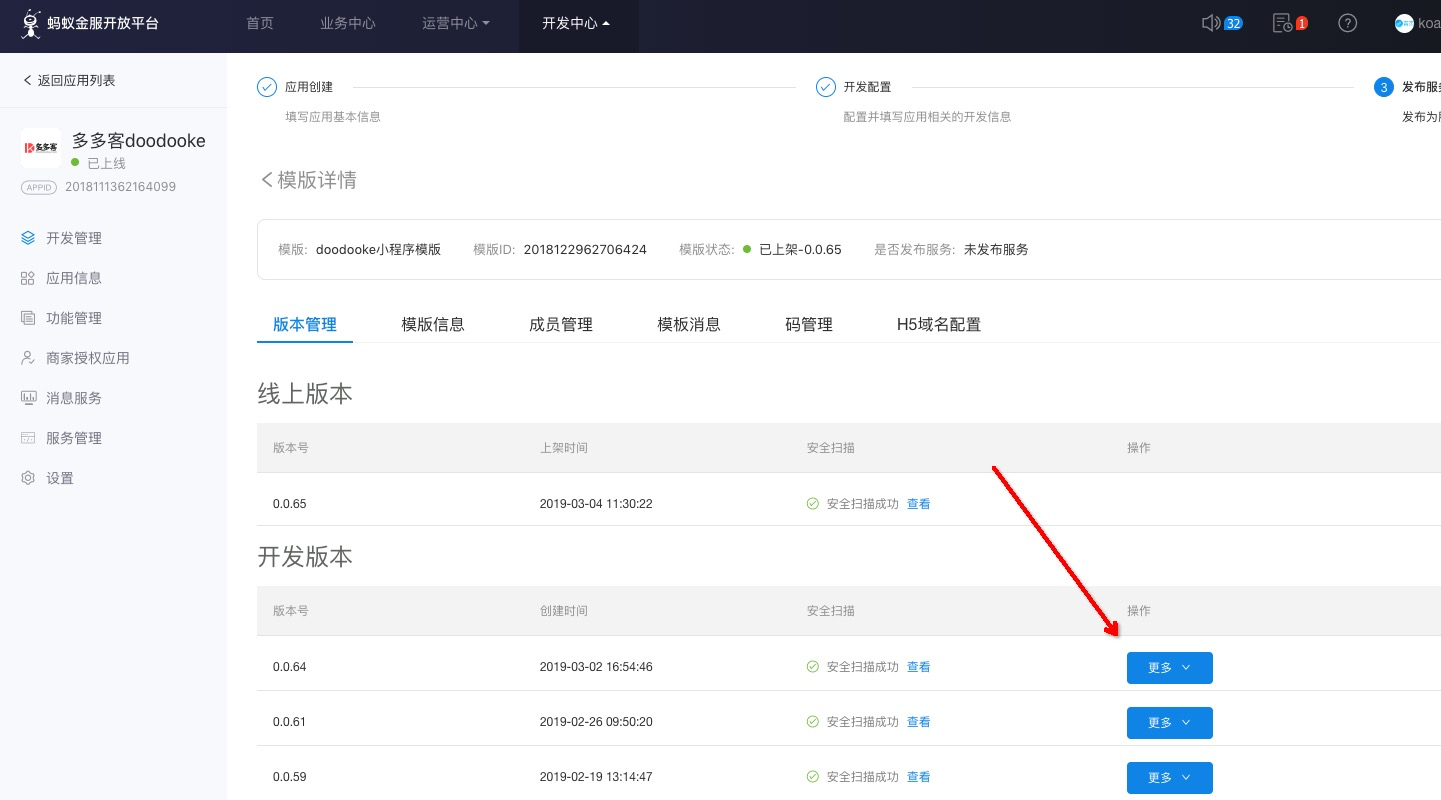 蚂蚁金服开放平台 首页 业务中心 运营中心 开发中心 32 1 koa
返回应用列表
多多客
多多客doodooke
已上线
APPID 2018111362164099
开发管理
应用信息
功能管理
商家授权应用
消息服务
服务管理
设置
应用创建 开发配置 3 发布服务
填写应用基本信息 配置并填写应用相关的开发信息 发布为
模版详情
模版: doodooke小程序模版 模版ID: 2018122962706424 模版状态: 已上架-0.0.65 是否发布服务: 未发布服务
版本管理 模版信息 成员管理 模板消息 码管理 H5域名配置
线上版本
版本号 上架时间 安全扫描 操作
0.0.65 2019-03-04 11:30:22 安全扫描成功 查看
开发版本
版本号 创建时间 安全扫描 操作
0.0.64 2019-03-02 16:54:46 安全扫描成功 查看 更多
0.0.61 2019-02-26 09:50:20 安全扫描成功 查看 更多
0.0.59 2019-02-19 13:14:47 安全扫描成功 查看 更多